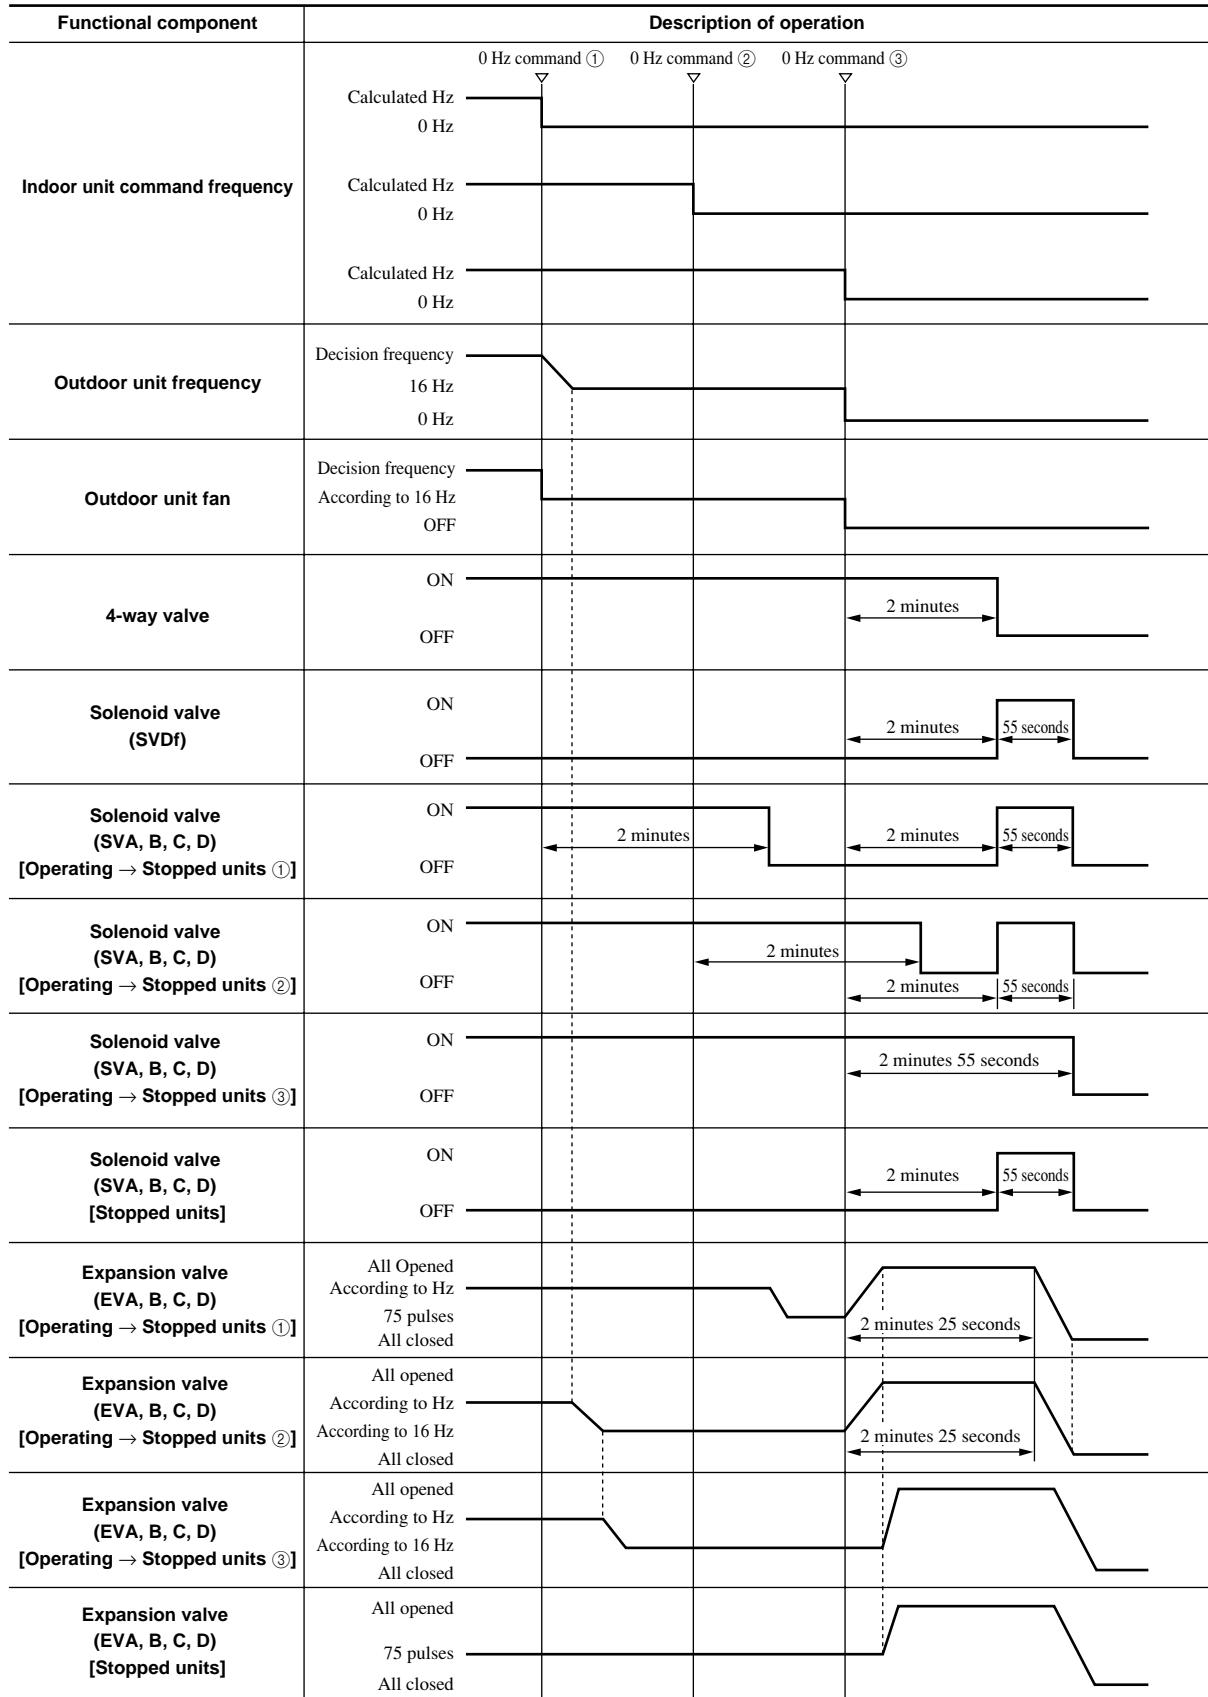 Functional component
Description of operation
0 Hz command ① 0 Hz command ② 0 Hz command ③
Indoor unit command frequency
Calculated Hz
0 Hz
Calculated Hz
0 Hz
Calculated Hz
0 Hz
Outdoor unit frequency
Decision frequency
16 Hz
0 Hz
Outdoor unit fan
Decision frequency
According to 16 Hz
OFF
4-way valve
ON
OFF
2 minutes
Solenoid valve
(SVDf)
ON
OFF
2 minutes
55 seconds
Solenoid valve
(SVA, B, C, D)
[Operating → Stopped units ①]
ON
OFF
2 minutes
2 minutes
55 seconds
Solenoid valve
(SVA, B, C, D)
[Operating → Stopped units ②]
ON
OFF
2 minutes
2 minutes
55 seconds
Solenoid valve
(SVA, B, C, D)
[Operating → Stopped units ③]
ON
OFF
2 minutes 55 seconds
Solenoid valve
(SVA, B, C, D)
[Stopped units]
ON
OFF
2 minutes
55 seconds
Expansion valve
(EVA, B, C, D)
[Operating → Stopped units ①]
All Opened
According to Hz
75 pulses
All closed
2 minutes 25 seconds
Expansion valve
(EVA, B, C, D)
[Operating → Stopped units ②]
All opened
According to Hz
According to 16 Hz
All closed
2 minutes 25 seconds
Expansion valve
(EVA, B, C, D)
[Operating → Stopped units ③]
All opened
According to Hz
According to 16 Hz
All closed
Expansion valve
(EVA, B, C, D)
[Stopped units]
All opened
75 pulses
All closed